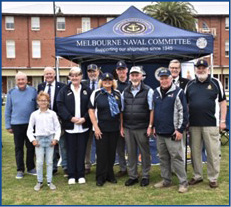 MELBOURNE NAVAL COMMITTEE
Supporting our shipmates since 1945